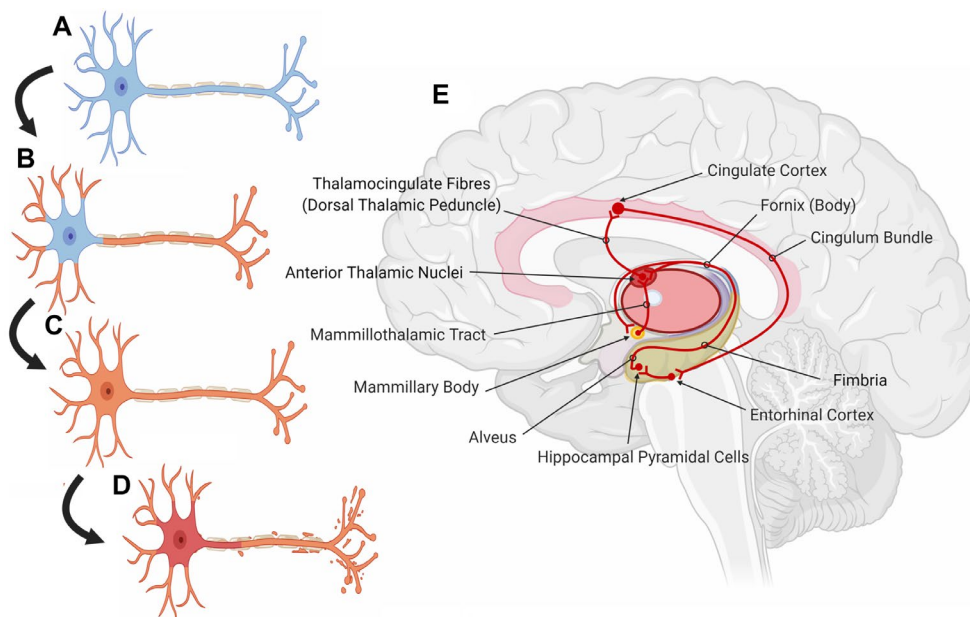 A
B
C
D
E
Cingulate Cortex
Thalamocingulate Fibres
(Dorsal Thalamic Peduncle)
Fornix (Body)
Cingulum Bundle
Anterior Thalamic Nuclei
Mammillothalamic Tract
Mammillary Body
Fimbria
Entorhinal Cortex
Alveus
Hippocampal Pyramidal Cells